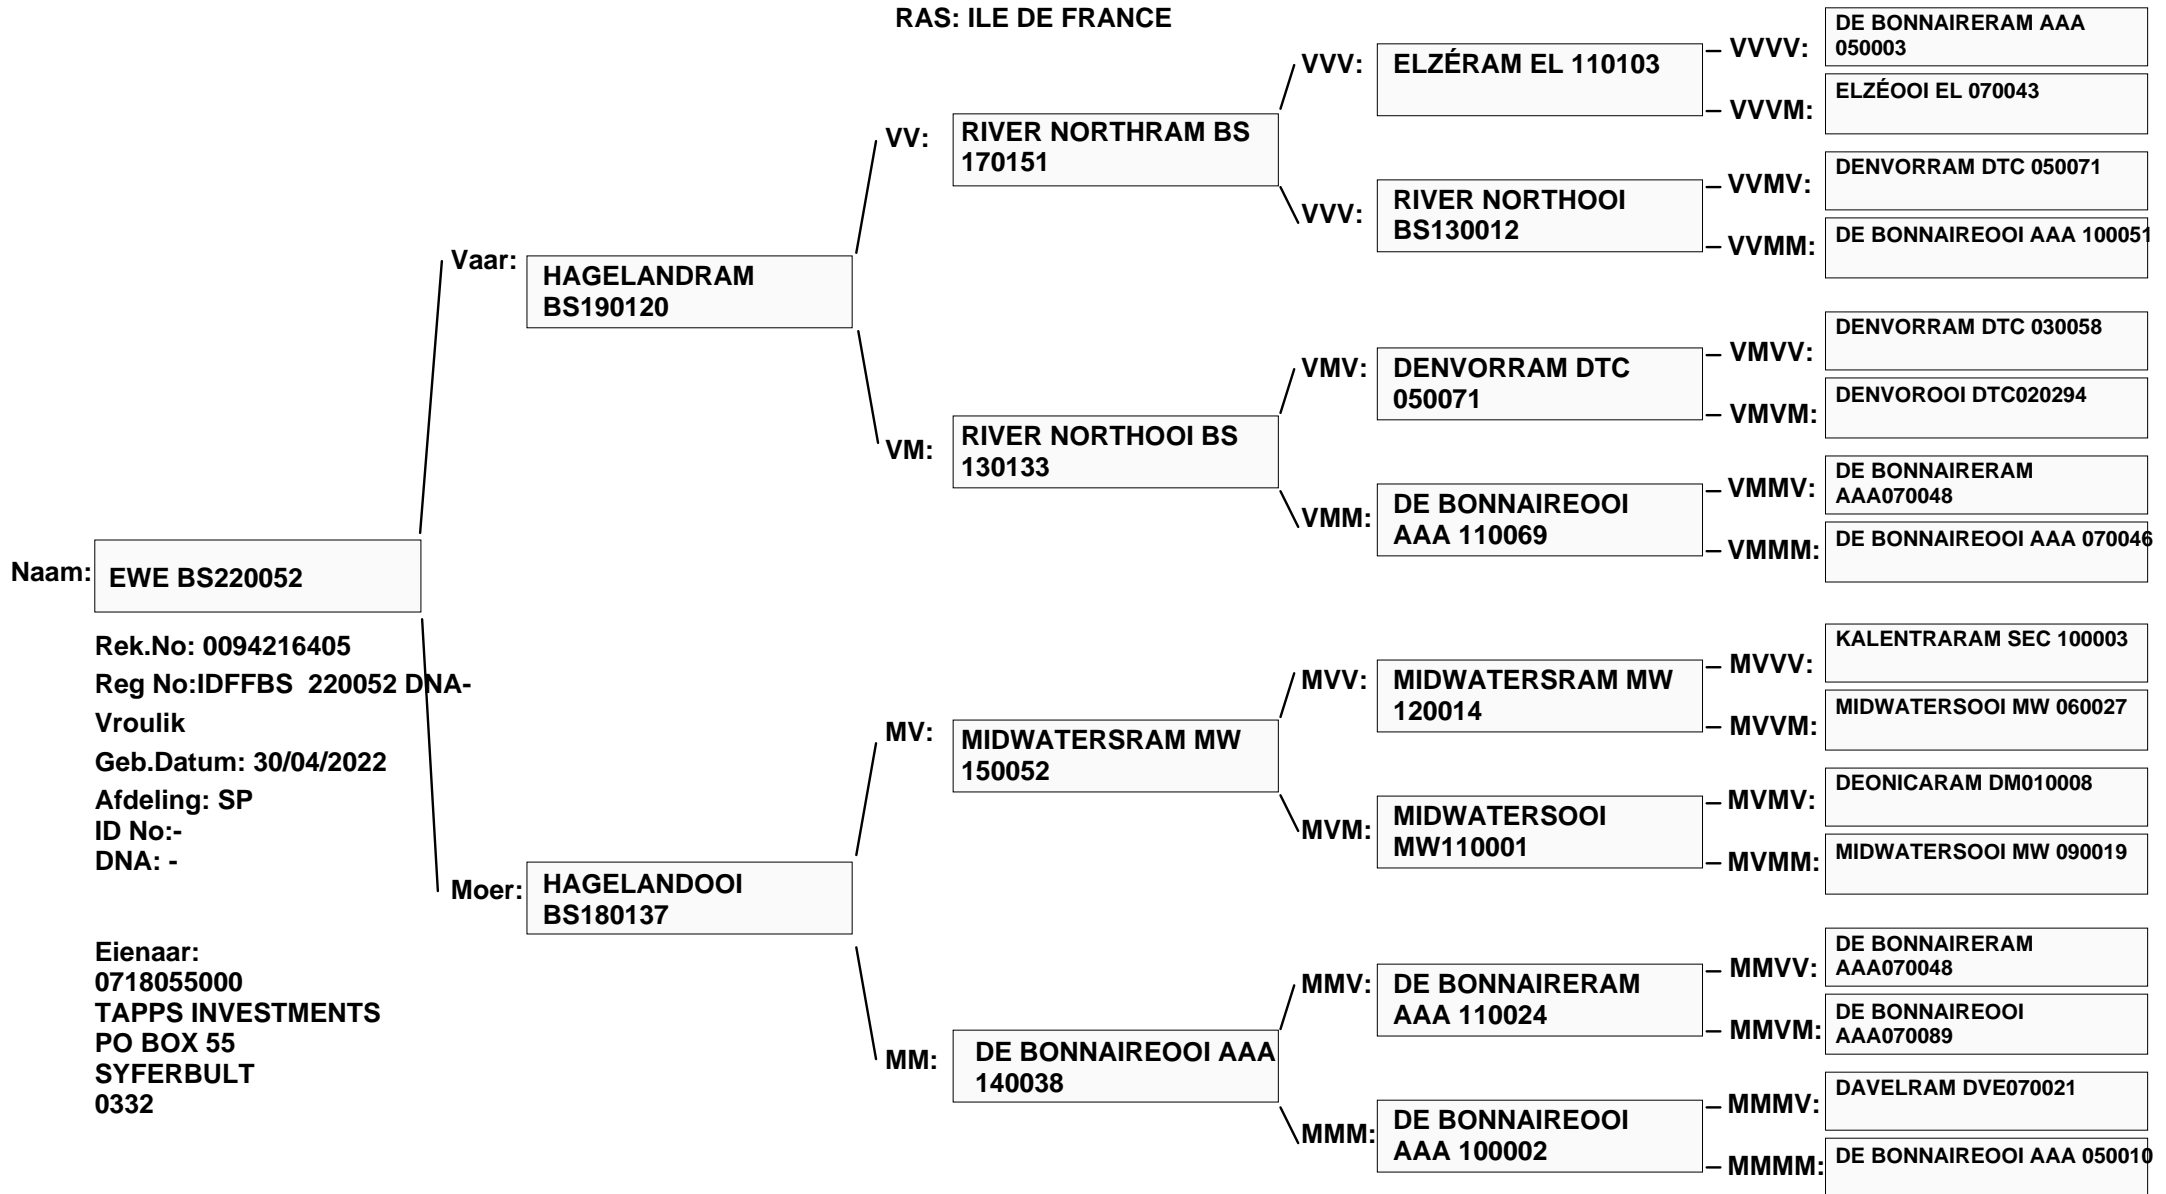 RAS: ILE DE FRANCE
Naam:
EWE BS220052
Rek.No: 0094216405
Reg No:IDFFBS  220052 DNA-
Vroulik
Geb.Datum: 30/04/2022
Afdeling: SP
ID No:-
DNA: -
Eienaar:
0718055000
TAPPS INVESTMENTS
PO BOX 55
SYFERBULT
0332
Vaar:
HAGELANDRAM
BS190120
Moer:
HAGELANDOOI
BS180137
VV:
RIVER NORTHRAM BS
170151
VM:
RIVER NORTHOOI BS
130133
MV:
MIDWATERSRAM MW
150052
MM:
DE BONNAIREOOI AAA
140038
VVV:
ELZÉRAM EL 110103
VVV:
RIVER NORTHOOI
BS130012
VMV:
DENVORRAM DTC
050071
VMM:
DE BONNAIREOOI
AAA 110069
MVV:
MIDWATERSRAM MW
120014
MVM:
MIDWATERSOOI
MW110001
MMV:
DE BONNAIRERAM
AAA 110024
MMM:
DE BONNAIREOOI
AAA 100002
VVVV:
DE BONNAIRERAM AAA
050003
VVVM:
ELZÉOOI EL 070043
VVMV:
DENVORRAM DTC 050071
VVMM:
DE BONNAIREOOI AAA 100051
VMVV:
DENVORRAM DTC 030058
VMVM:
DENVOROOI DTC020294
VMMV:
DE BONNAIRERAM
AAA070048
VMMM:
DE BONNAIREOOI AAA 070046
MVVV:
KALENTRARAM SEC 100003
MVVM:
MIDWATERSOOI MW 060027
MVMV:
DEONICARAM DM010008
MVMM:
MIDWATERSOOI MW 090019
MMVV:
DE BONNAIRERAM
AAA070048
MMVM:
DE BONNAIREOOI
AAA070089
MMMV:
DAVELRAM DVE070021
MMMM:
DE BONNAIREOOI AAA 050010